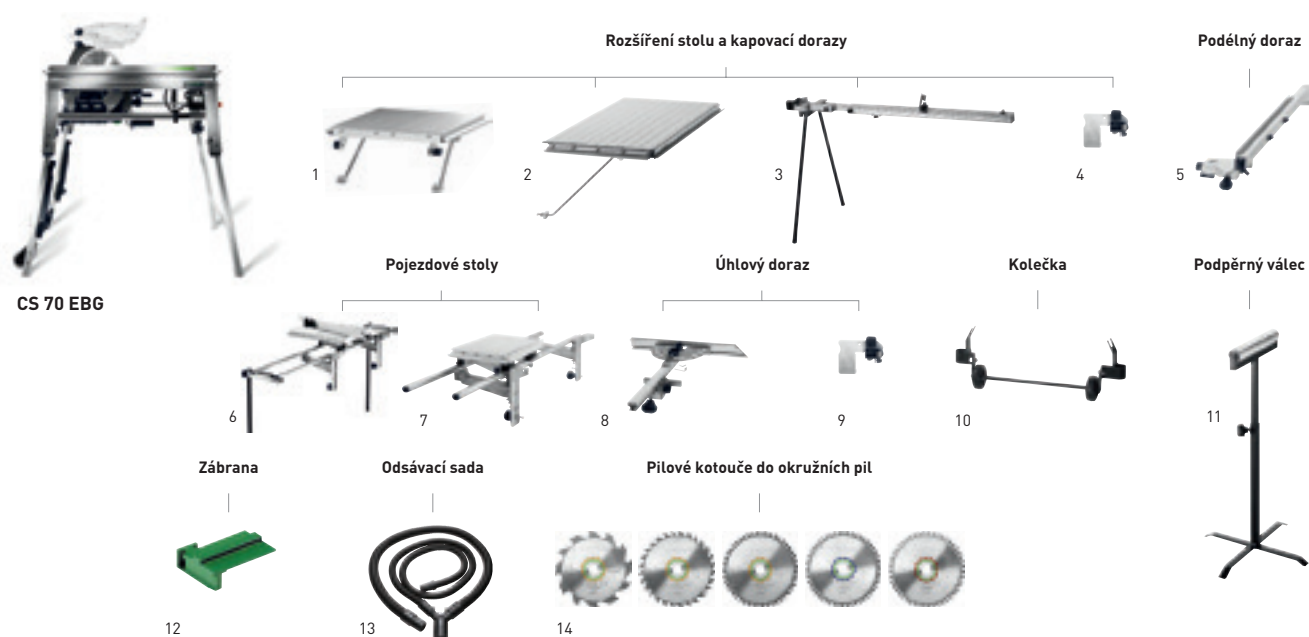 Rozšíření stolu a kapovací dorazy
Podélný doraz
1
2
3
4
5
CS 70 EBG
Pojezdové stoly
Úhlový doraz
Kolečka
Podpěrný válec
6
7
8
9
10
11
Zábrana
Odsávací sada
Pilové kotouče do okružních pil
12
13
14